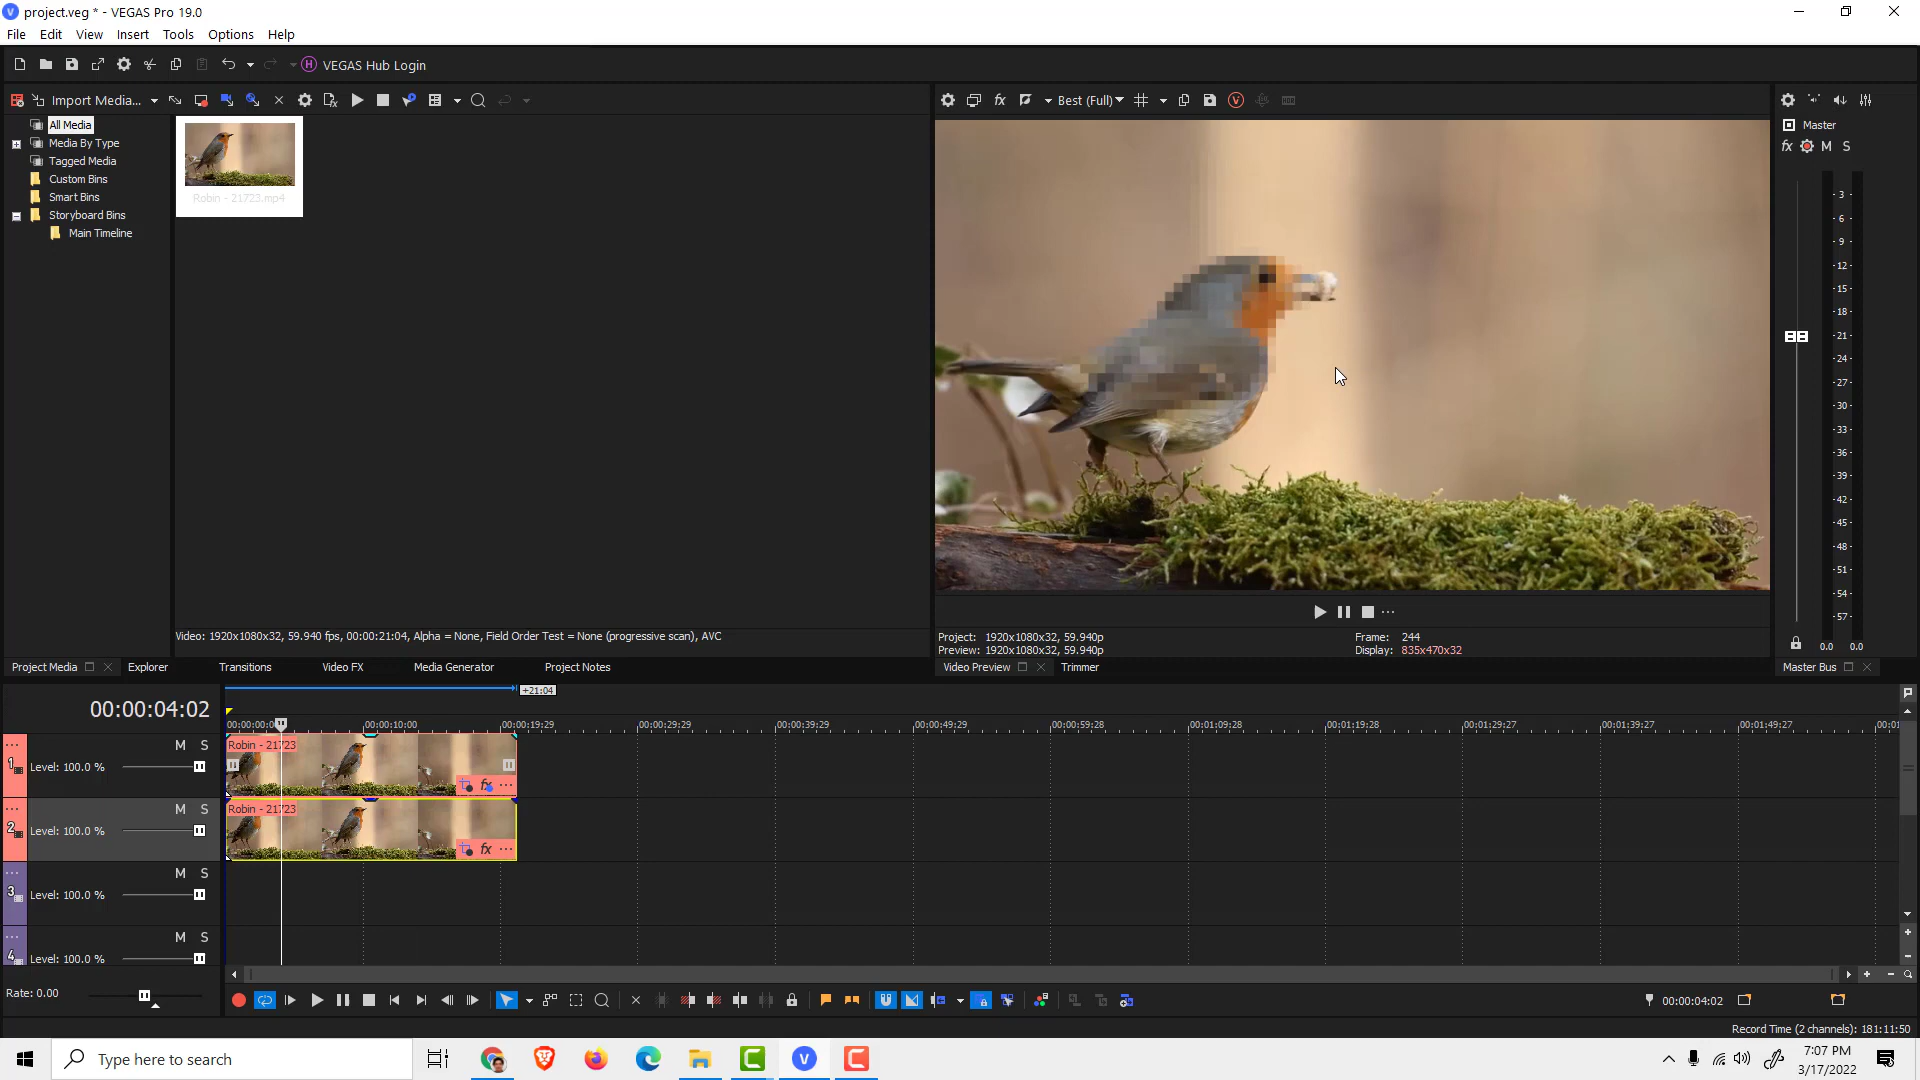 project.veg * - VEGAS Pro 19.0
File Edit View Insert Tools Options Help
VEGAS Hub Login
Import Media...
Best (Full)
All Media
Media By Type
Tagged Media
Custom Bins
Smart Bins
Storyboard Bins
Main Timeline
Robin - 21723.mp4
Master
fx M S
- 3 -
- 6 -
- 9 -
- 12 -
- 15 -
- 18 -
- 21 -
- 24 -
- 27 -
- 30 -
- 33 -
- 36 -
- 39 -
- 42 -
- 45 -
- 48 -
- 51 -
- 54 -
- 57 -
0.0 0.0
Video: 1920x1080x32, 59.940 fps, 00:00:21:04, Alpha = None, Field Order Test = None (progressive scan), AVC
Project: 1920x1080x32, 59.940p
Frame: 244
Preview: 1920x1080x32, 59.940p
Display: 835x470x32
Project Media Explorer Transitions Video FX Media Generator Project Notes
Video Preview Trimmer
Master Bus
+21:04
00:00:04:02
00:00:0 00:00:10:00 00:00:19:29 00:00:29:29 00:00:39:29 00:00:49:29 00:00:59:28 00:01:09:28 00:01:19:28 00:01:29:27 00:01:39:27 00:01:49:27 00:0
1 M S
Level: 100.0 %
Robin - 21723
fx
2 M S
Level: 100.0 %
Robin - 21723
fx
3 M S
Level: 100.0 %
4 M S
Level: 100.0 %
Rate: 0.00
00:00:04:02
Record Time (2 channels): 181:11:50
Type here to search
7:07 PM
3/17/2022